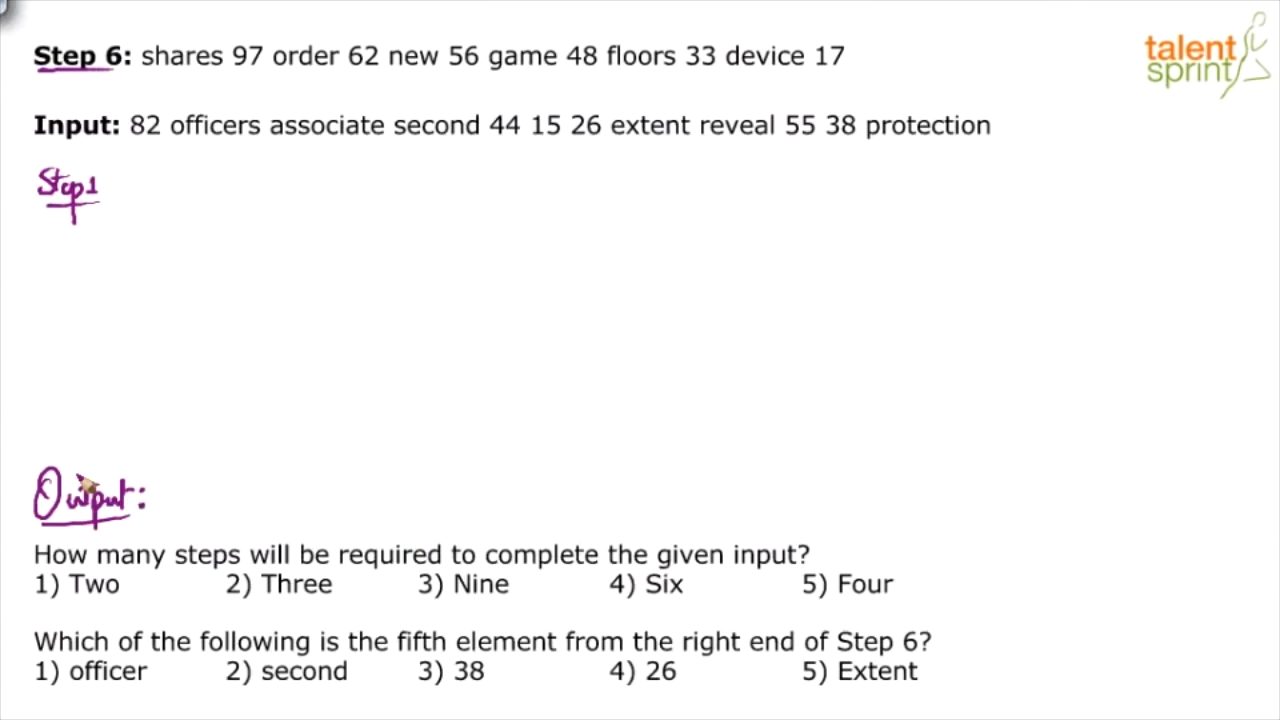 Step 6: shares 97 order 62 new 56 game 48 floors 33 device 17
talent
sprint
Input: 82 officers associate second 44 15 26 extent reveal 55 38 protection
Step 1
Output:
How many steps will be required to complete the given input?
1) Two 2) Three 3) Nine 4) Six 5) Four
Which of the following is the fifth element from the right end of Step 6?
1) officer 2) second 3) 38 4) 26 5) Extent